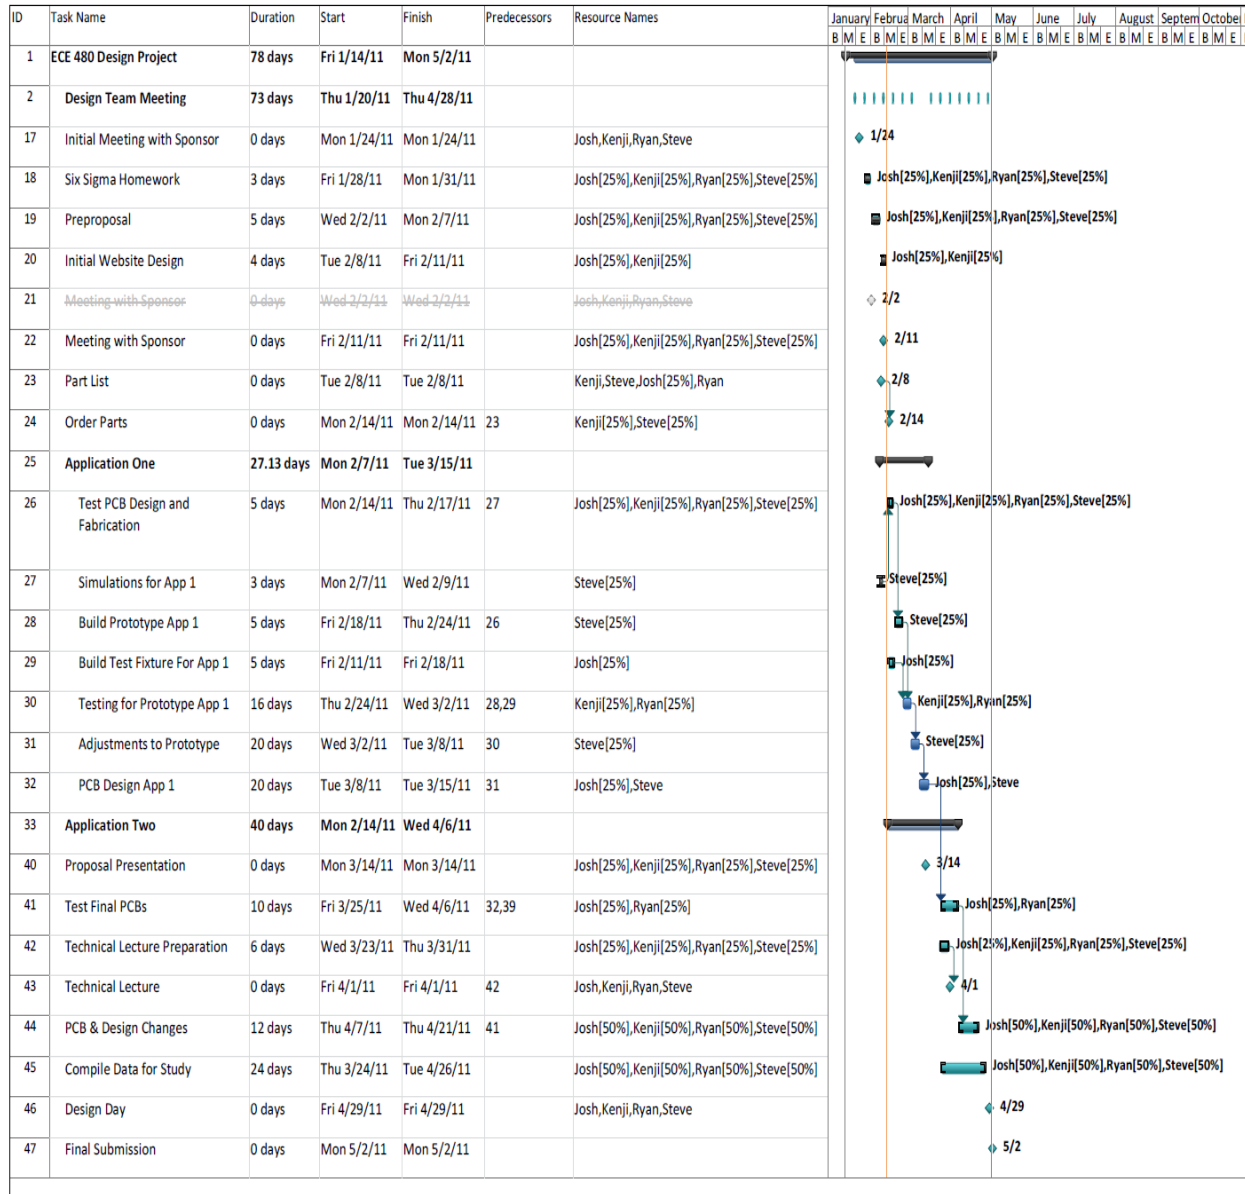 ID Task Name Duration Start Finish Predecessors Resource Names January Februa March April May June July August Septem October
B M E B M E B M E B M E B M E B M E B M E B M E B M E B M E
1 ECE 480 Design Project 78 days Fri 1/14/11 Mon 5/2/11
2 Design Team Meeting 73 days Thu 1/20/11 Thu 4/28/11
17 Initial Meeting with Sponsor 0 days Mon 1/24/11 Mon 1/24/11 Josh,Kenji,Ryan,Steve 1/24
18 Six Sigma Homework 3 days Fri 1/28/11 Mon 1/31/11 Josh[25%],Kenji[25%],Ryan[25%],Steve[25%] Josh[25%],Kenji[25%],Ryan[25%],Steve[25%]
19 Preproposal 5 days Wed 2/2/11 Mon 2/7/11 Josh[25%],Kenji[25%],Ryan[25%],Steve[25%] Josh[25%],Kenji[25%],Ryan[25%],Steve[25%]
20 Initial Website Design 4 days Tue 2/8/11 Fri 2/11/11 Josh[25%],Kenji[25%] Josh[25%],Kenji[25%]
21 Meeting with Sponsor 0 days Wed 2/2/11 Wed 2/2/11 Josh,Kenji,Ryan,Steve 2/2
22 Meeting with Sponsor 0 days Fri 2/11/11 Fri 2/11/11 Josh[25%],Kenji[25%],Ryan[25%],Steve[25%] 2/11
23 Part List 0 days Tue 2/8/11 Tue 2/8/11 Kenji,Steve,Josh[25%],Ryan 2/8
24 Order Parts 0 days Mon 2/14/11 Mon 2/14/11 23 Kenji[25%],Steve[25%] 2/14
25 Application One 27.13 days Mon 2/7/11 Tue 3/15/11
26 Test PCB Design and 5 days Mon 2/14/11 Thu 2/17/11 27 Josh[25%],Kenji[25%],Ryan[25%],Steve[25%] Josh[25%],Kenji[25%],Ryan[25%],Steve[25%]
Fabrication
27 Simulations for App 1 3 days Mon 2/7/11 Wed 2/9/11 Steve[25%] Steve[25%]
28 Build Prototype App 1 5 days Fri 2/18/11 Thu 2/24/11 26 Steve[25%] Steve[25%]
29 Build Test Fixture For App 1 5 days Fri 2/11/11 Fri 2/18/11 Josh[25%] Josh[25%]
30 Testing for Prototype App 1 16 days Thu 2/24/11 Wed 3/2/11 28,29 Kenji[25%],Ryan[25%] Kenji[25%],Ryan[25%]
31 Adjustments to Prototype 20 days Wed 3/2/11 Tue 3/8/11 30 Steve[25%] Steve[25%]
32 PCB Design App 1 20 days Tue 3/8/11 Tue 3/15/11 31 Josh[25%],Steve Josh[25%],Steve
33 Application Two 40 days Mon 2/14/11 Wed 4/6/11
40 Proposal Presentation 0 days Mon 3/14/11 Mon 3/14/11 Josh[25%],Kenji[25%],Ryan[25%],Steve[25%] 3/14
41 Test Final PCBs 10 days Fri 3/25/11 Wed 4/6/11 32,39 Josh[25%],Ryan[25%] Josh[25%],Ryan[25%]
42 Technical Lecture Preparation 6 days Wed 3/23/11 Thu 3/31/11 Josh[25%],Kenji[25%],Ryan[25%],Steve[25%] Josh[25%],Kenji[25%],Ryan[25%],Steve[25%]
43 Technical Lecture 0 days Fri 4/1/11 Fri 4/1/11 42 Josh,Kenji,Ryan,Steve 4/1
44 PCB & Design Changes 12 days Thu 4/7/11 Thu 4/21/11 41 Josh[50%],Kenji[50%],Ryan[50%],Steve[50%] Josh[50%],Kenji[50%],Ryan[50%],Steve[50%]
45 Compile Data for Study 24 days Thu 3/24/11 Tue 4/26/11 Josh[50%],Kenji[50%],Ryan[50%],Steve[50%] Josh[50%],Kenji[50%],Ryan[50%],Steve[50%]
46 Design Day 0 days Fri 4/29/11 Fri 4/29/11 Josh,Kenji,Ryan,Steve 4/29
47 Final Submission 0 days Mon 5/2/11 Mon 5/2/11 5/2